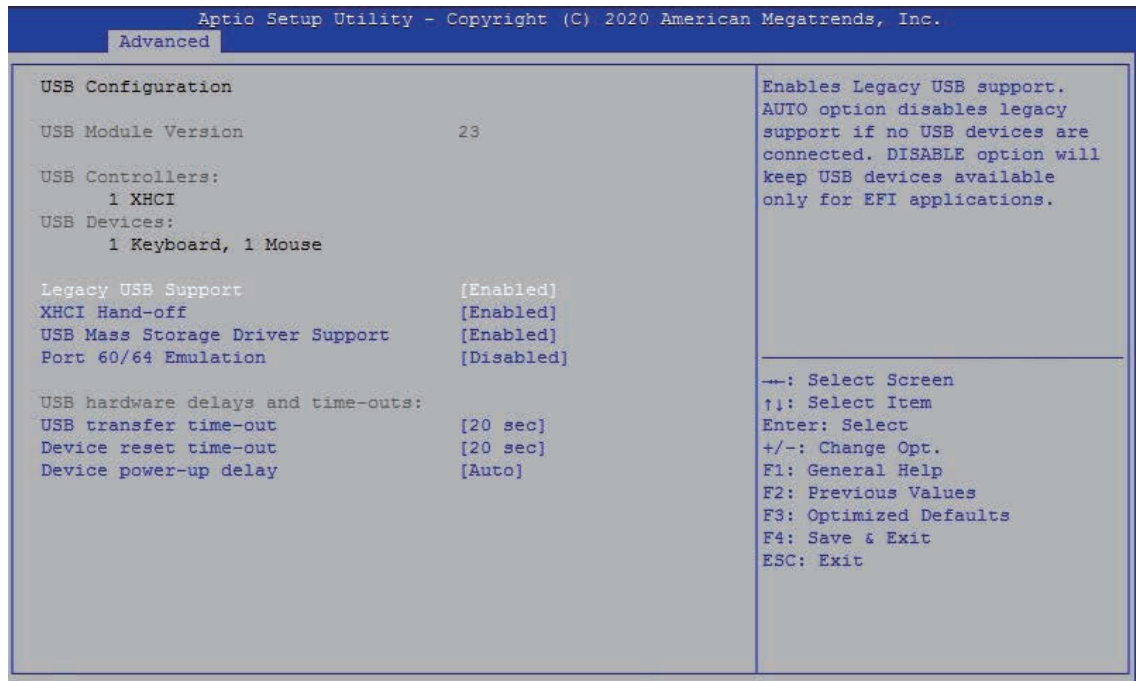 Aptio Setup Utility - Copyright (C) 2020 American Megatrends, Inc.
Advanced
USB Configuration
USB Module Version 23
USB Controllers:
1 XHCI
USB Devices:
1 Keyboard, 1 Mouse
Legacy USB Support [Enabled]
XHCI Hand-off [Enabled]
USB Mass Storage Driver Support [Enabled]
Port 60/64 Emulation [Disabled]
USB hardware delays and time-outs:
USB transfer time-out [20 sec]
Device reset time-out [20 sec]
Device power-up delay [Auto]
Enables Legacy USB support.
AUTO option disables legacy
support if no USB devices are
connected. DISABLE option will
keep USB devices available
only for EFI applications.
→←: Select Screen
↑↓: Select Item
Enter: Select
+/-: Change Opt.
F1: General Help
F2: Previous Values
F3: Optimized Defaults
F4: Save & Exit
ESC: Exit